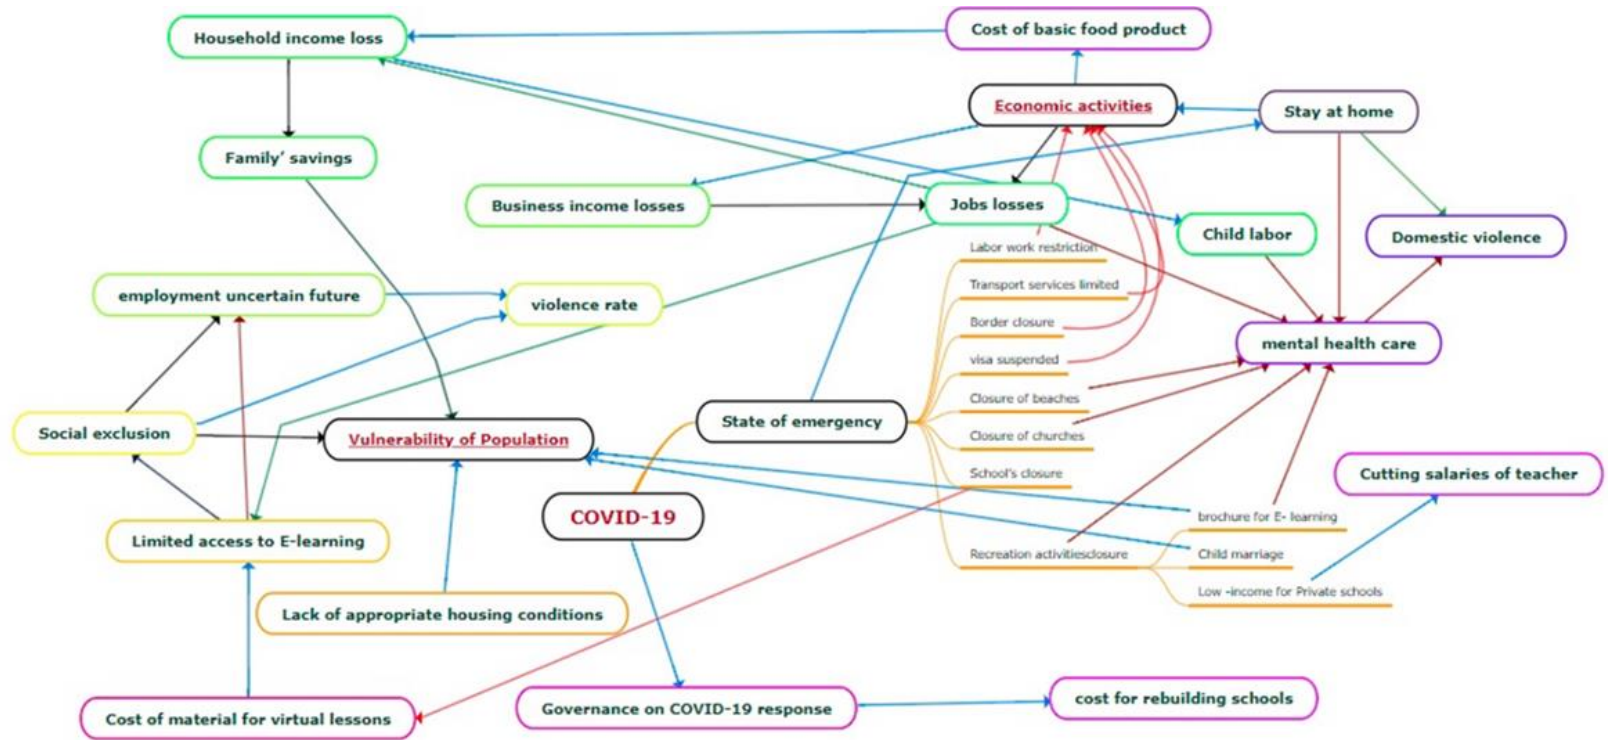 Cost of basic food product
Household income loss
Economic activities
Stay at home
Family’ savings
Business income losses
Jobs losses
Child labor
Domestic violence
Labor work restriction
Transport services limited
employment uncertain future
violence rate
Border closure
mental health care
visa suspended
Closure of beaches
State of emergency
Social exclusion
Vulnerability of Population
Closure of churches
School's closure
Cutting salaries of teacher
COVID-19
brochure for E- learning
Limited access to E-learning
Recreation activitiesclosure
Child marriage
Low -income for Private schools
Lack of appropriate housing conditions
cost for rebuilding schools
Governance on COVID-19 response
Cost of material for virtual lessons